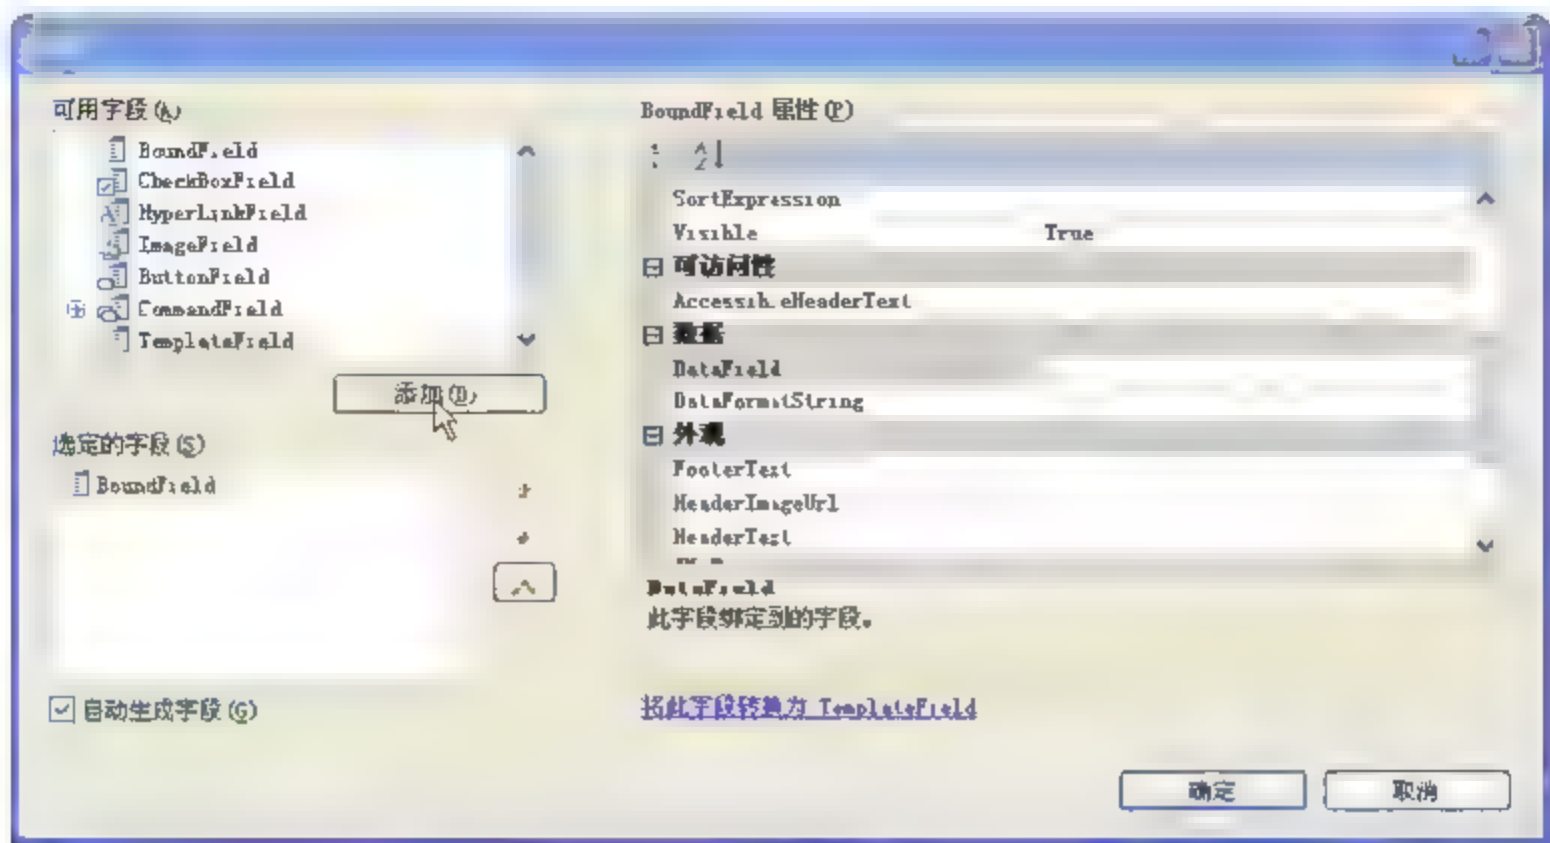 可用字段(A)
BoundField
CheckBoxField
HyperLinkField
ImageField
ButtonField
CommandField
TemplateField
添加(D)
选定的字段(S)
BoundField
自动生成字段(G)
BoundField 属性(P)
SortExpression
Visible True
可访问性
AccessibleHeaderText
数据
DataField
DataFormatString
外观
FooterText
HeaderImageUrl
HeaderText
DataField
此字段绑定到的字段。
将此字段转换为 TemplateField
确定 取消